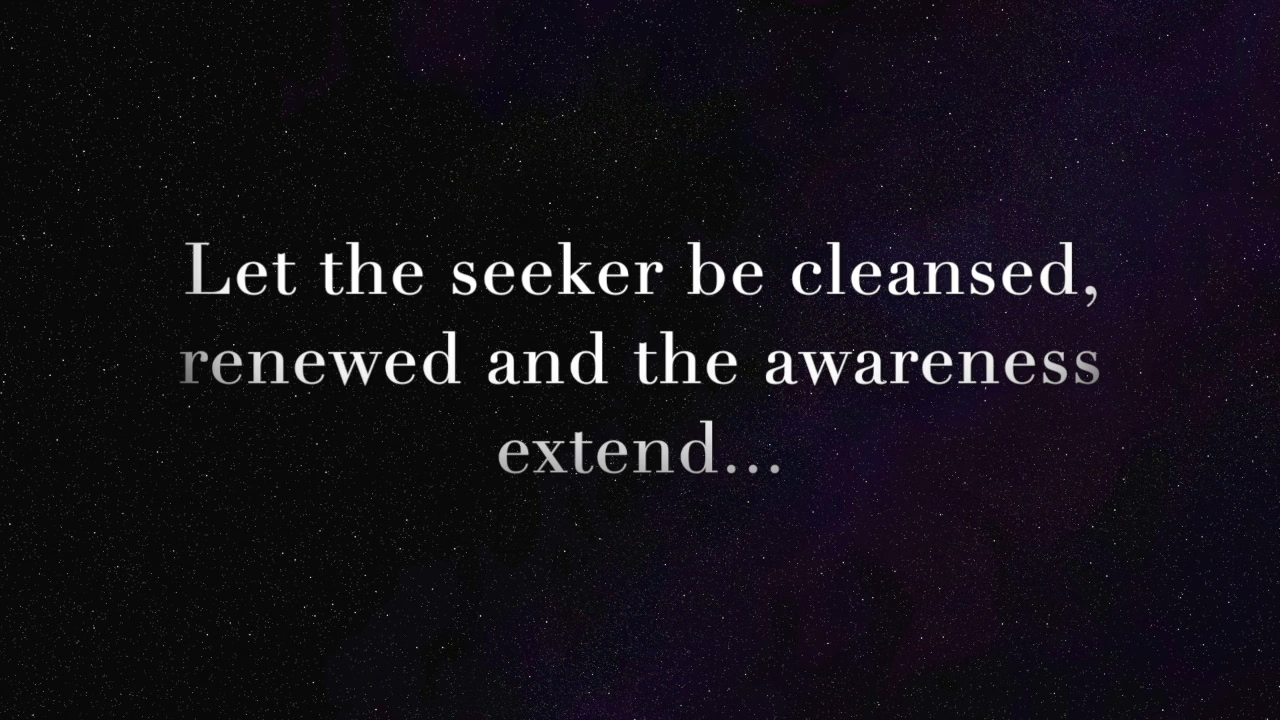 Let the seeker be cleansed,
renewed and the awareness
extend...